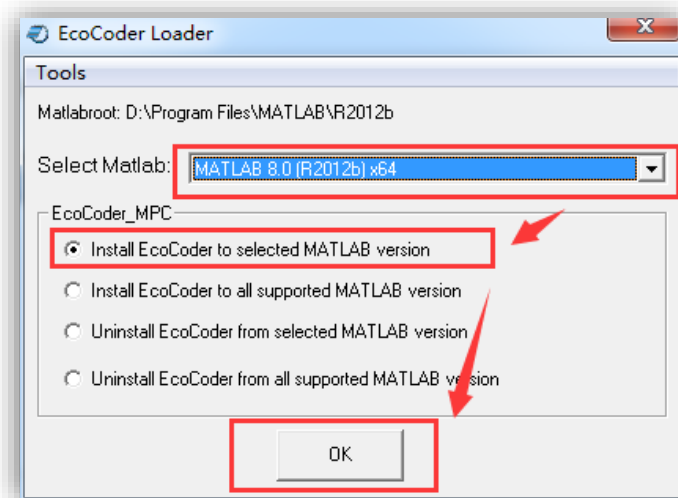 EcoCoder Loader
Tools
Matlabroot: D:\Program Files\MATLAB\R2012b
Select Matlab: MATLAB 8.0 (R2012b) x64
EcoCoder_MPC
Install EcoCoder to selected MATLAB version
Install EcoCoder to all supported MATLAB version
Uninstall EcoCoder from selected MATLAB version
Uninstall EcoCoder from all supported MATLAB version
OK